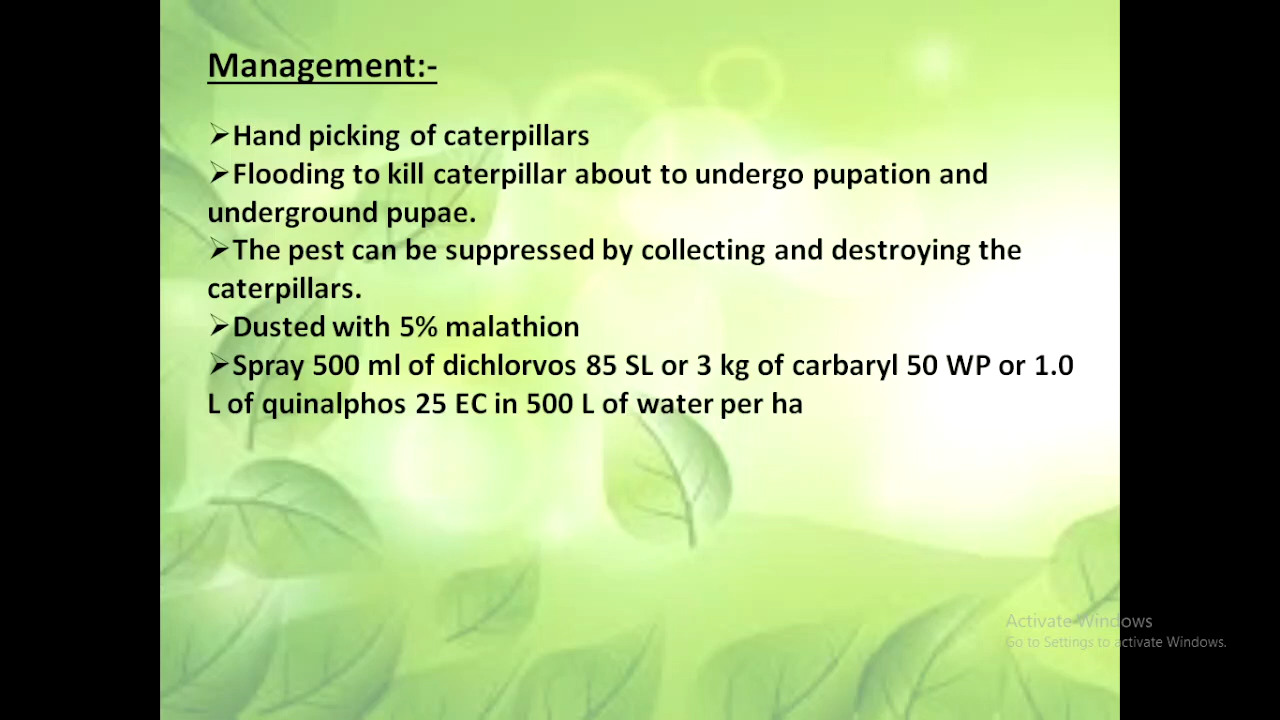 Management:-
➢Hand picking of caterpillars
➢Flooding to kill caterpillar about to undergo pupation and
underground pupae.
➢The pest can be suppressed by collecting and destroying the
caterpillars.
➢Dusted with 5% malathion
➢Spray 500 ml of dichlorvos 85 SL or 3 kg of carbaryl 50 WP or 1.0
L of quinalphos 25 EC in 500 L of water per ha
Activate Windows
Go to Settings to activate Windows.